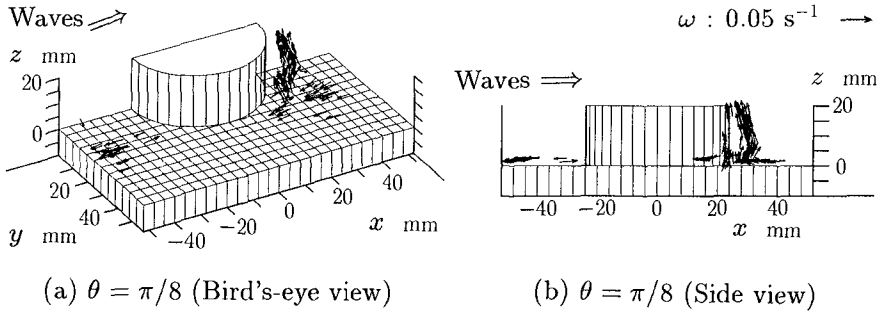 Waves
ω : 0.05 s⁻¹
z mm
20
0
20
40
y mm
−40
−20
0
20
40
x mm
Waves
z mm
20
0
−40
−20
0
20
40
x mm
(a) θ = π/8 (Bird's-eye view)
(b) θ = π/8 (Side view)